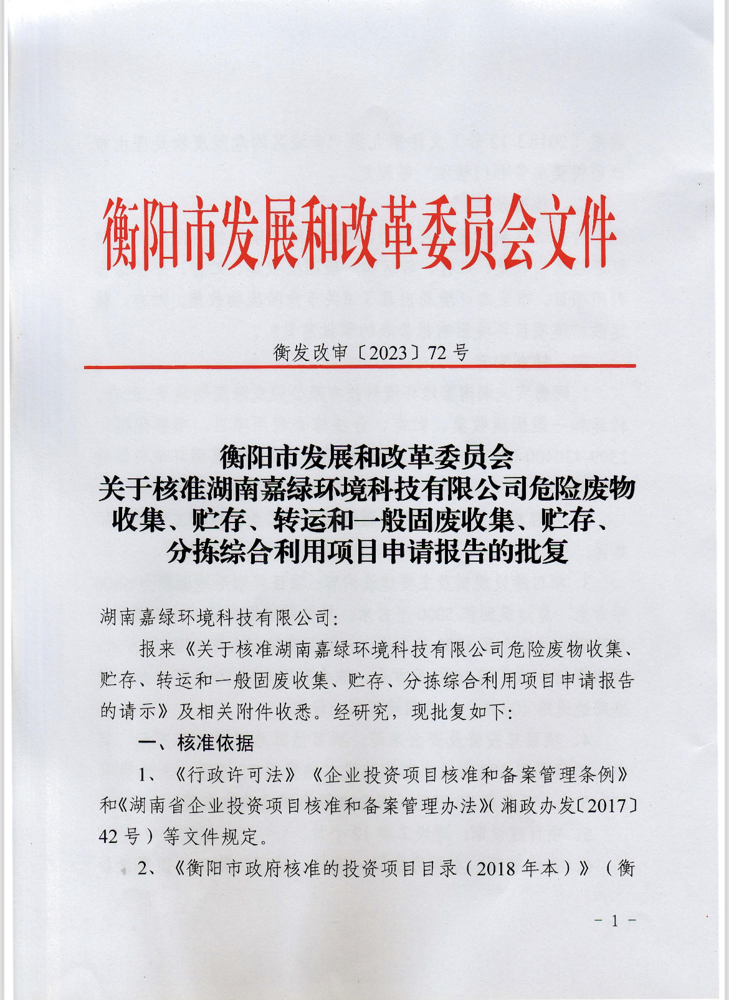 衡阳市发展和改革委员会文件
衡发改审〔2023〕72号
衡阳市发展和改革委员会
关于核准湖南嘉绿环境科技有限公司危险废物
收集、贮存、转运和一般固废收集、贮存、
分拣综合利用项目申请报告的批复
湖南嘉绿环境科技有限公司：
报来《关于核准湖南嘉绿环境科技有限公司危险废物收集、
贮存、转运和一般固废收集、贮存、分拣综合利用项目申请报告
的请示》及相关附件收悉。经研究，现批复如下：
一、核准依据
1、《行政许可法》《企业投资项目核准和备案管理条例》
和《湖南省企业投资项目核准和备案管理办法》（湘政办发〔2017〕
42号）等文件规定。
2、《衡阳市政府核准的投资项目目录（2018年本）》（衡
- 1 -